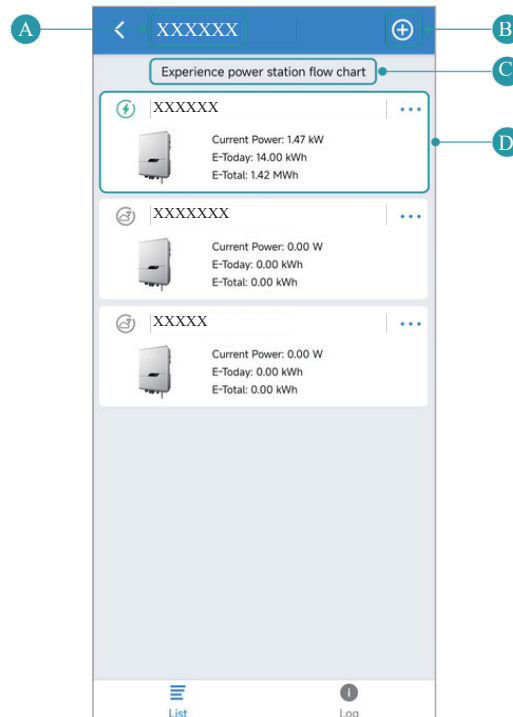 A
XXXXXX
B
Experience power station flow chart
C
XXXXXX
Current Power: 1.47 kW
D
E-Today: 14.00 kWh
E-Total: 1.42 MWh
XXXXXXX
Current Power: 0.00 W
E-Today: 0.00 kWh
E-Total: 0.00 kWh
XXXXX
Current Power: 0.00 W
E-Today: 0.00 kWh
E-Total: 0.00 kWh
List
Log